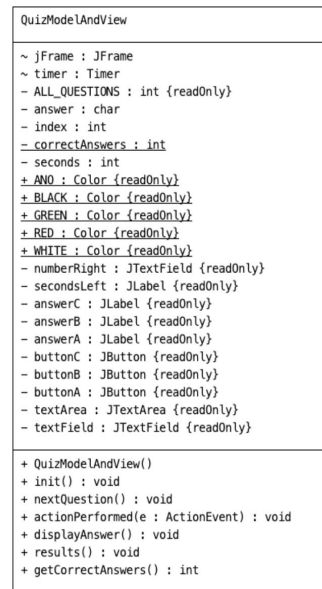 QuizModelAndView
~ jFrame : JFrame
~ timer : Timer
– ALL_QUESTIONS : int {readOnly}
– answer : char
– index : int
– correctAnswers : int
– seconds : int
+ ANO : Color {readOnly}
+ BLACK : Color {readOnly}
+ GREEN : Color {readOnly}
+ RED : Color {readOnly}
+ WHITE : Color {readOnly}
– numberRight : JTextField {readOnly}
– secondsLeft : JLabel {readOnly}
– answerC : JLabel {readOnly}
– answerB : JLabel {readOnly}
– answerA : JLabel {readOnly}
– buttonC : JButton {readOnly}
– buttonB : JButton {readOnly}
– buttonA : JButton {readOnly}
– textArea : JTextArea {readOnly}
– textField : JTextField {readOnly}
+ QuizModelAndView()
+ init() : void
+ nextQuestion() : void
+ actionPerformed(e : ActionEvent) : void
+ displayAnswer() : void
+ results() : void
+ getCorrectAnswers() : int